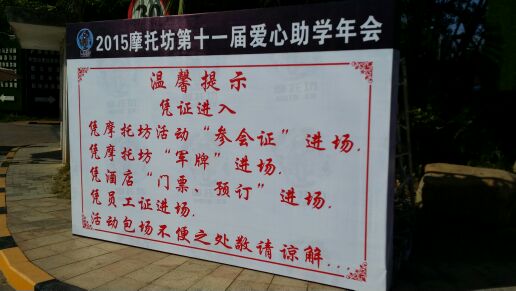 2015摩托坊第十一届爱心助学年会
温馨提示
凭证进入
凭摩托坊活动“参会证”进场.
凭摩托坊“军牌”进场.
凭酒店“门票、预订”进场.
凭员工证进场.
活动包场不便之处敬请谅解...